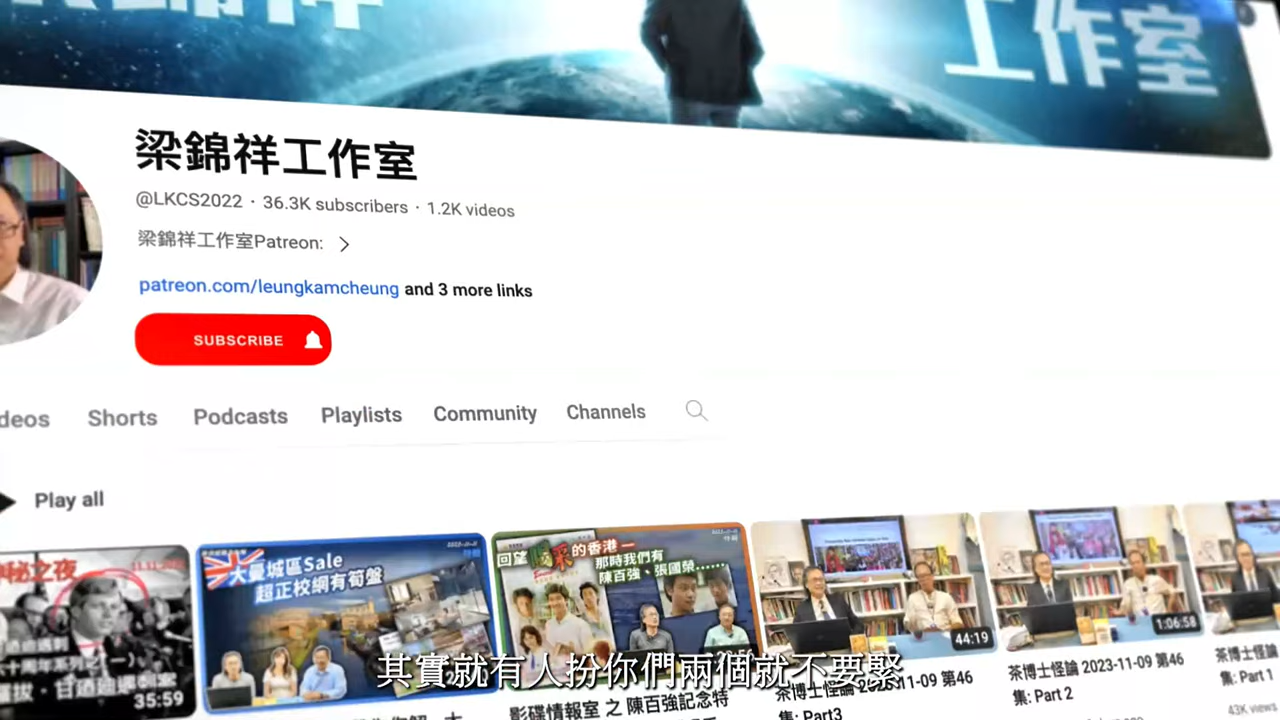 工作室
梁錦祥工作室
@LKCS2022 · 36.3K subscribers · 1.2K videos
梁錦祥工作室Patreon:
patreon.com/leungkamcheung and 3 more links
SUBSCRIBE
Shorts
Podcasts
Playlists
Community
Channels
Play all
之夜
35:59
大曼城區Sale
超正校網有筍盤
回望
的香港一
那時我們有
陳百強、張國榮......
44:19
1:06:58
影碟情報室 之 陳百強記念特
茶博士怪論 2023-11-09 第46
集: Part3
茶博士怪論 2023-11-09 第46
集: Part 2
茶博士怪論
集: Part 1
43K views
其實就有人扮你們兩個就不要緊